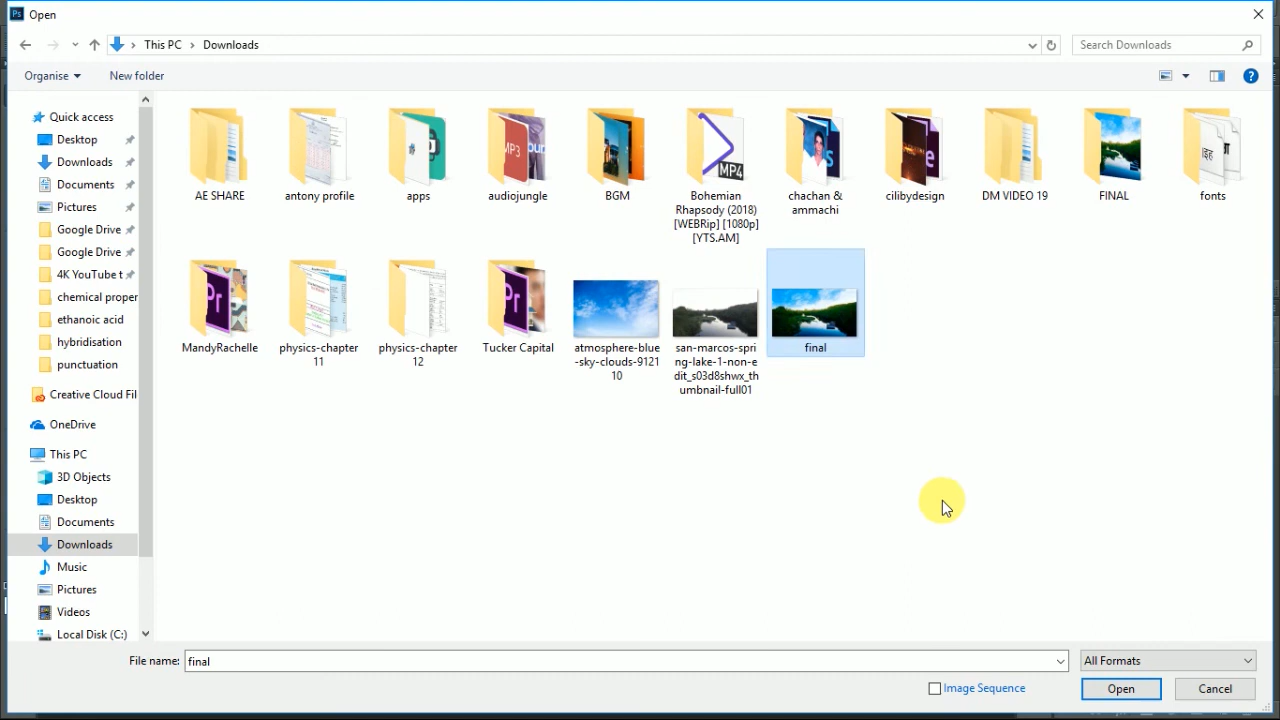 Ps Open
This PC Downloads
Search Downloads
Organise New folder
Quick access
Desktop
Downloads
Documents
Pictures
Google Drive
Google Drive
4K YouTube t
chemical proper
ethanoic acid
hybridisation
punctuation
Creative Cloud Fil
OneDrive
This PC
3D Objects
Desktop
Documents
Downloads
Music
Pictures
Videos
Local Disk (C:)
AE SHARE
antony profile
apps
MP3
audiojungle
BGM
MP4
Bohemian
Rhapsody (2018)
[WEBRip] [1080p]
[YTS.AM]
chachan &
ammachi
cilibydesign
DM VIDEO 19
FINAL
fonts
Pr
MandyRachelle
physics-chapter
11
physics-chapter
12
Pr
Tucker Capital
atmosphere-blue
-sky-clouds-9121
10
san-marcos-spri
ng-lake-1-non-e
dit_s03d8shwx_th
umbnail-full01
final
File name: final
All Formats
Image Sequence
Open Cancel